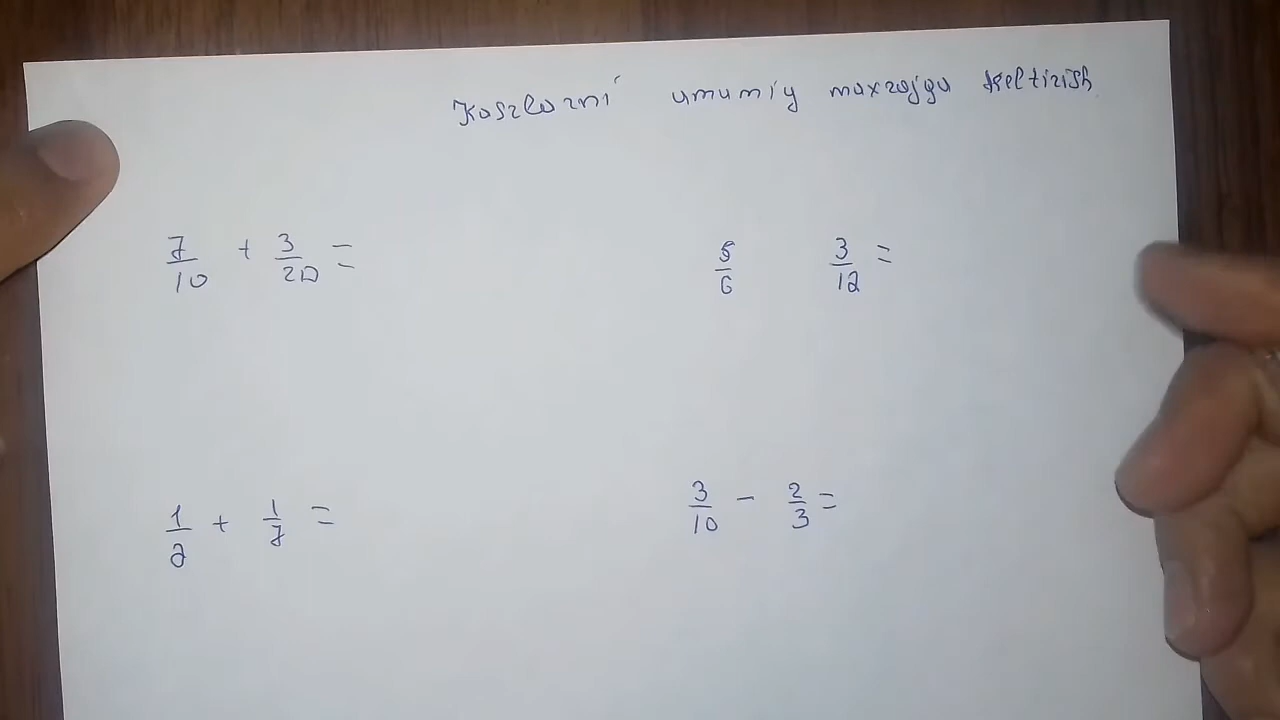 Kasrlarni umumiy maxrajga keltirish
7/10 + 3/20 =
5/6 3/12 =
1/2 + 1/7 =
3/10 - 2/3 =